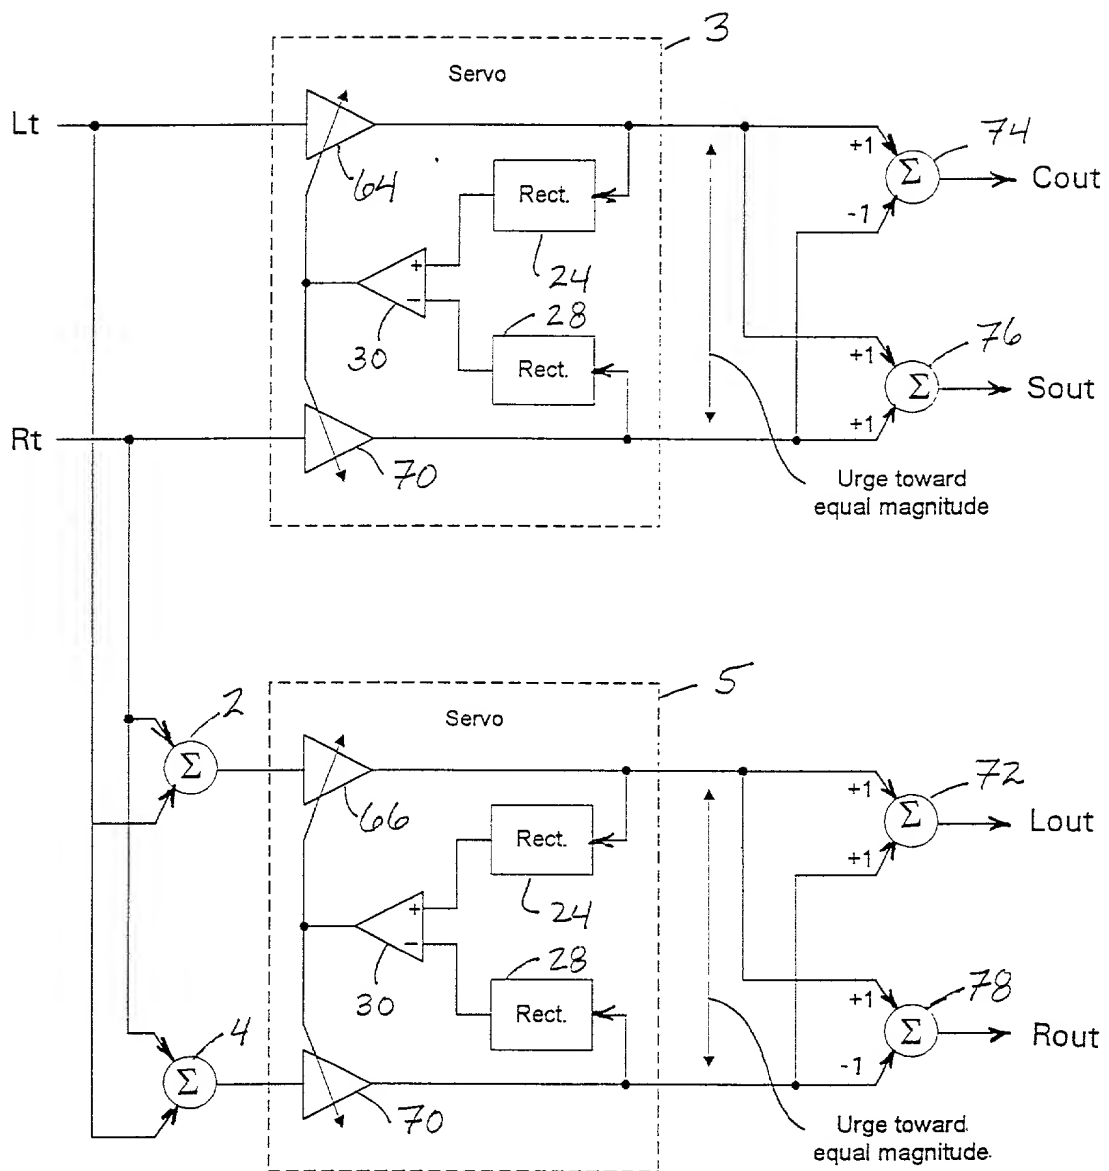 3
Servo
Lt
64
Rect.
24
+1
74
Σ
Cout
-1
+
−
30
28
Rect.
+1
76
Σ
Sout
+1
Rt
70
Urge toward
equal magnitude
5
Servo
2
Σ
66
Rect.
24
+1
72
Σ
Lout
+1
+
−
30
28
Rect.
+1
78
Σ
Rout
-1
4
Σ
70
Urge toward
equal magnitude.